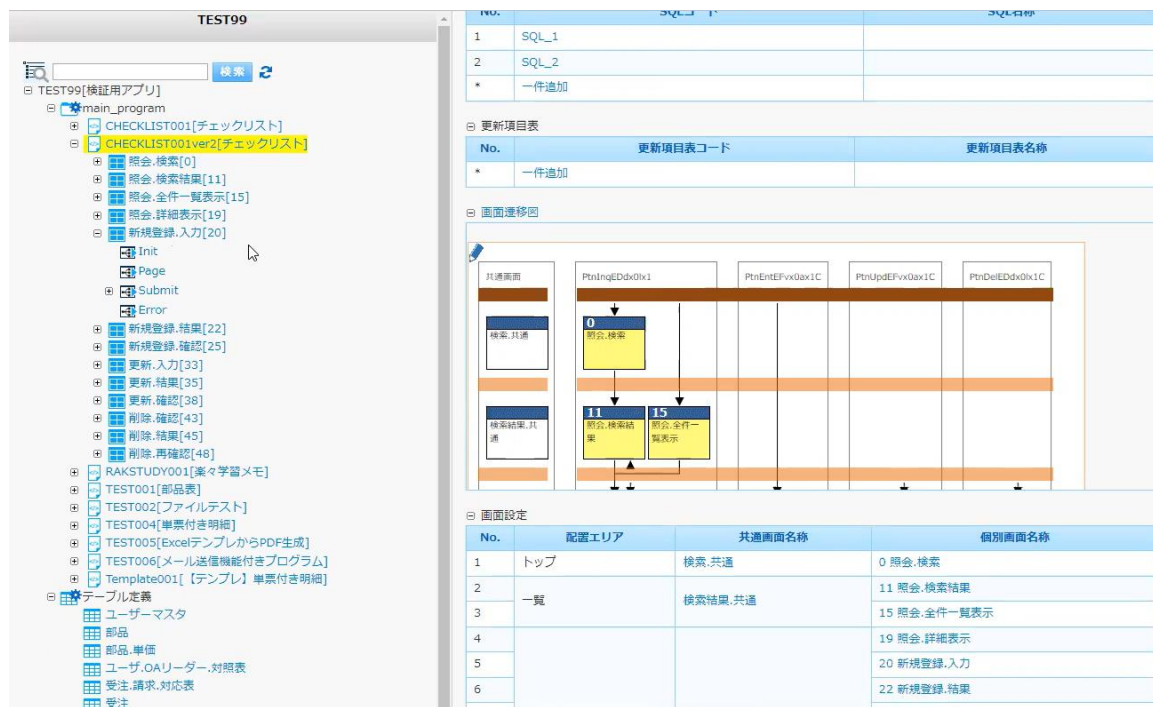 TEST99
検索
TEST99[検証用アプリ]
main_program
CHECKLIST001[チェックリスト]
CHECKLIST001ver2[チェックリスト]
照会.検索[0]
照会.検索結果[11]
照会.全件一覧表示[15]
照会.詳細表示[19]
新規登録.入力[20]
Init
Page
Submit
Error
新規登録.結果[22]
新規登録.確認[25]
更新.入力[33]
更新.結果[35]
更新.確認[38]
削除.確認[43]
削除.結果[45]
削除.再確認[48]
RAKSTUDY001[楽々学習メモ]
TEST001[部品表]
TEST002[ファイルテスト]
TEST004[単票付き明細]
TEST005[ExcelテンプレからPDF生成]
TEST006[メール送信機能付きプログラム]
Template001[【テンプレ】単票付き明細]
テーブル定義
ユーザーマスタ
部品
部品.単価
ユーザ.OAリーダー.対照表
受注.請求.対応表
受注
No. SQLコード SQL名称
1 SQL_1
2 SQL_2
* 一件追加
更新項目表
No. 更新項目表コード 更新項目表名称
* 一件追加
画面遷移図
共通画面 PtnInqEDdx0lx1 PtnEntEFvx0ax1C PtnUpdEFvx0ax1C PtnDelEDdx0lx1C
検索.共通
0
照会.検索
検索結果.共
通
11
照会.検索結
果
15
照会.全件一
覧表示
画面設定
No. 配置エリア 共通画面名称 個別画面名称
1 トップ 検索.共通 0 照会.検索
2 一覧 検索結果.共通 11 照会.検索結果
3 15 照会.全件一覧表示
4 19 照会.詳細表示
5 20 新規登録.入力
6 22 新規登録.結果